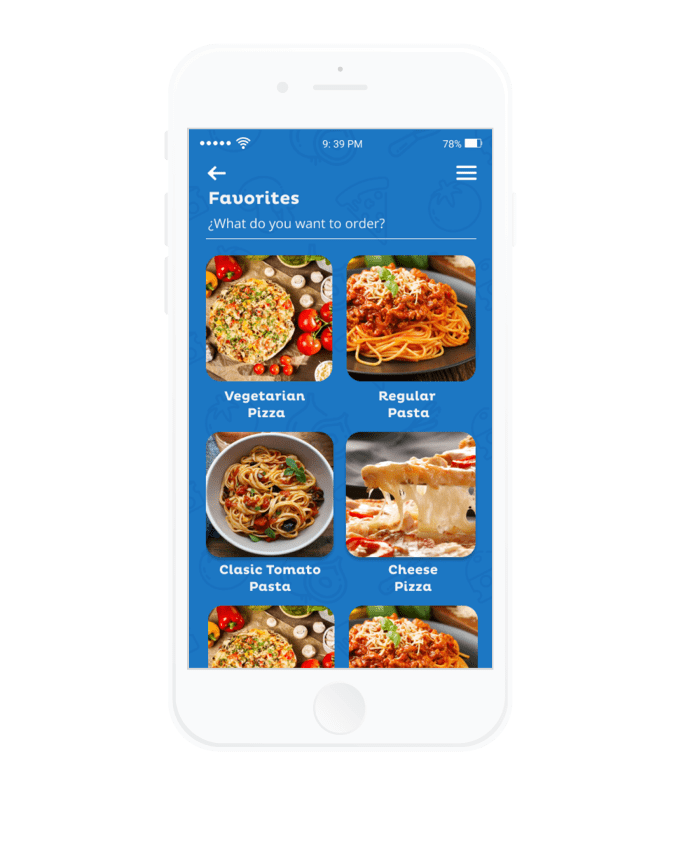 9: 39 PM
78%
Favorites
¿What do you want to order?
Vegetarian
Pizza
Regular
Pasta
Clasic Tomato
Pasta
Cheese
Pizza